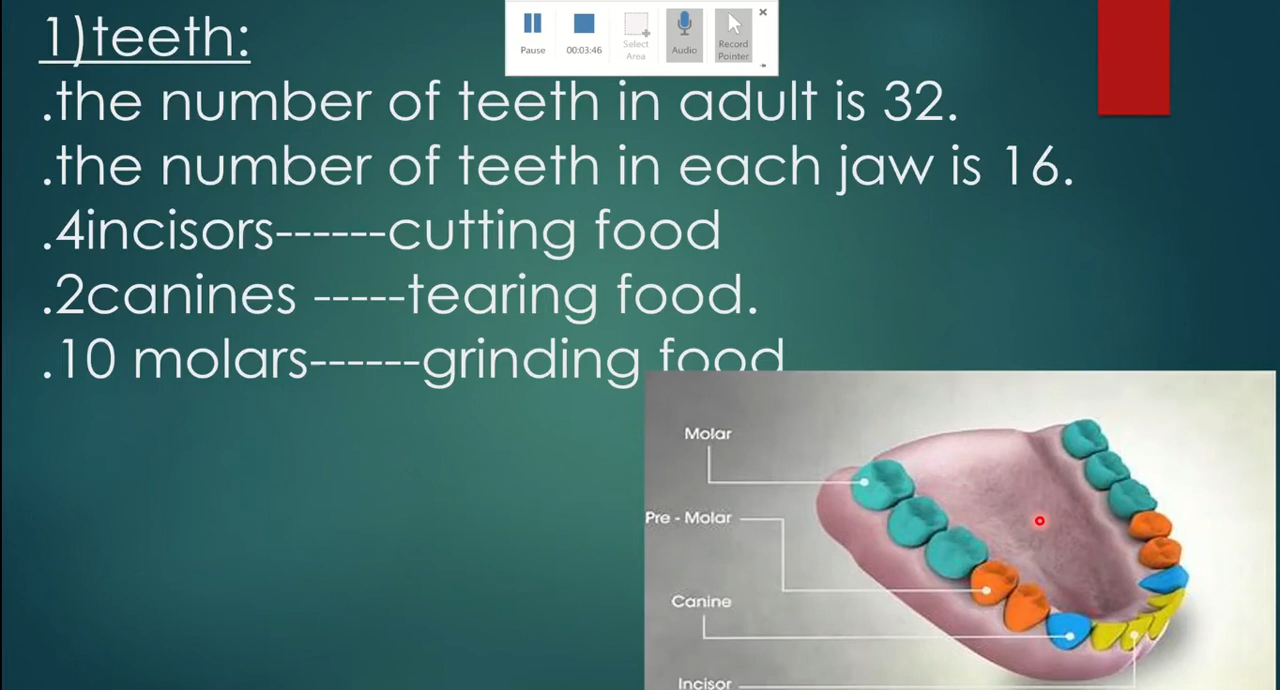 1)teeth:
.the number of teeth in adult is 32.
.the number of teeth in each jaw is 16.
.4incisors------cutting food
.2canines -----tearing food.
.10 molars------grinding food
Pause
00:03:46
Select Area
Audio
Record Pointer
Molar
Pre - Molar
Canine
Incisor